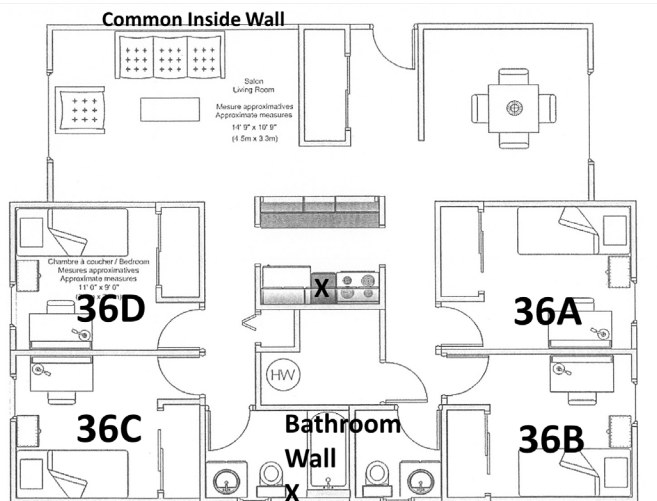 Common Inside Wall
Salon
Living Room
Mesure approximatives
Approximate measures
14' 9" x 10' 9"
(4.5m x 3.3m)
Chambre à coucher / Bedroom
Mesures approximatives
Approximate measures
11' 0" x 9' 0"
36D
X
36A
HW
36C
Bathroom
Wall
X
36B